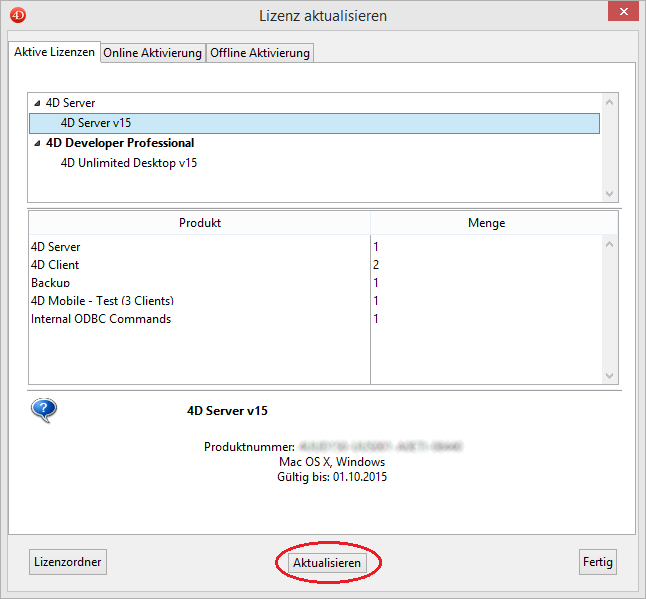 4D
Lizenz aktualisieren
Aktive Lizenzen Online Aktivierung Offline Aktivierung
4D Server
4D Server v15
4D Developer Professional
4D Unlimited Desktop v15
Produkt Menge
4D Server 1
4D Client 2
Backup 1
4D Mobile - Test (3 Clients) 1
Internal ODBC Commands 1
?
4D Server v15
Produktnummer:
Mac OS X, Windows
Gültig bis: 01.10.2015
Lizenzordner Aktualisieren Fertig